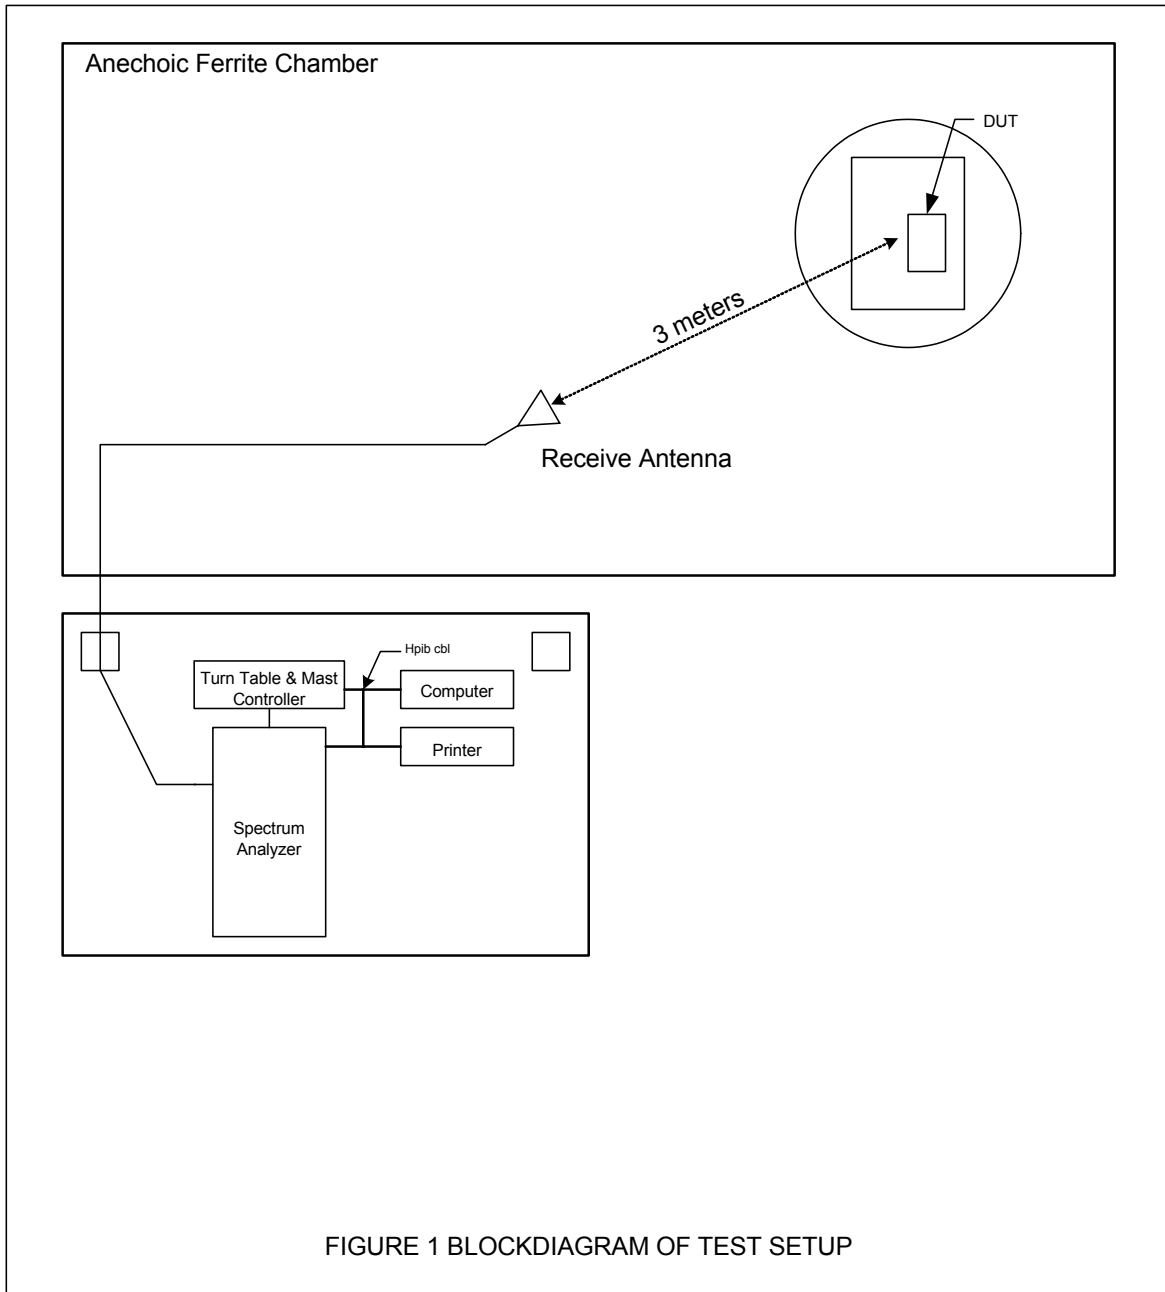 Anechoic Ferrite Chamber
DUT
3 meters
Receive Antenna
Hpib cbl
Turn Table & Mast
Controller
Computer
Printer
Spectrum
Analyzer
FIGURE 1 BLOCKDIAGRAM OF TEST SETUP